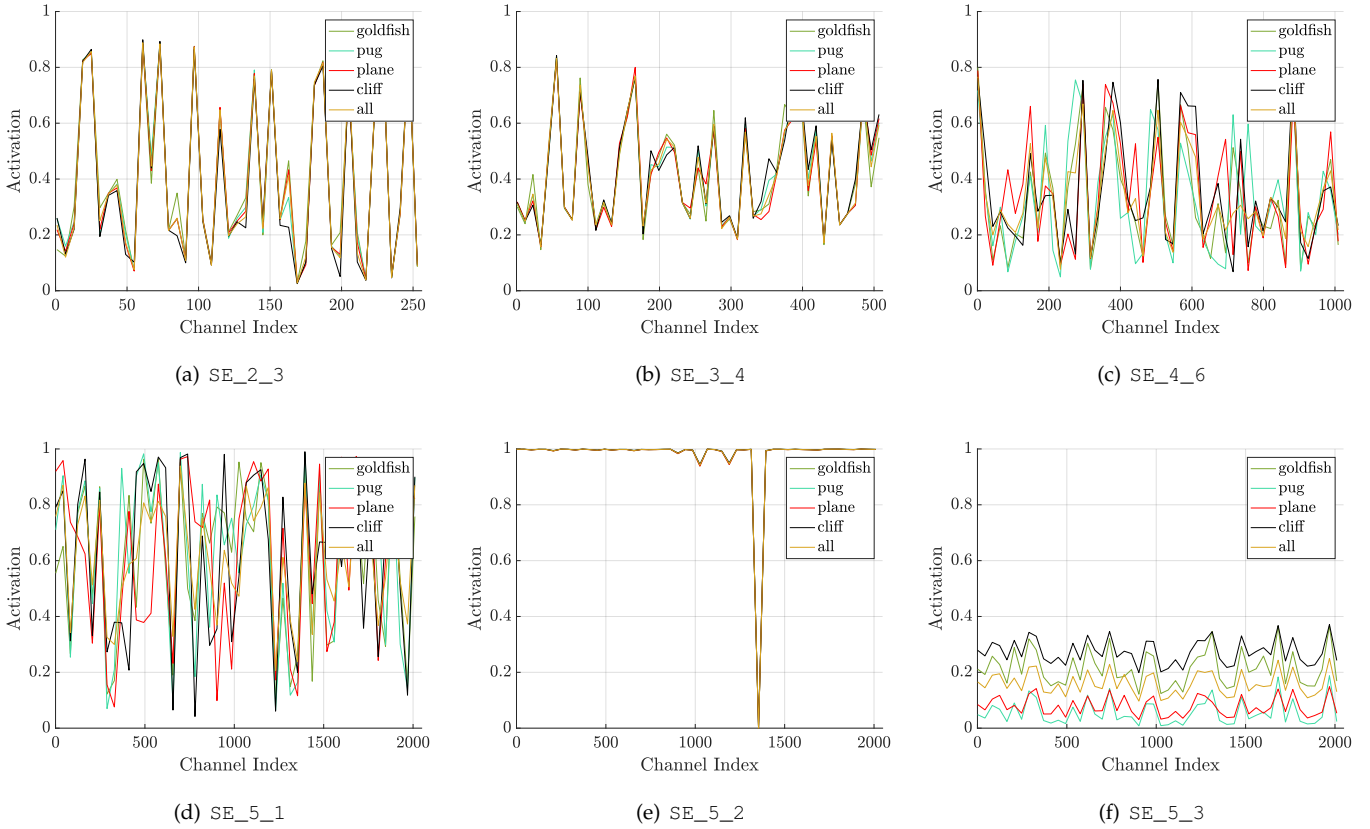 1
0.8
0.6
0.4
0.2
0
Activation
0 50 100 150 200 250
Channel Index
goldfish
pug
plane
cliff
all
(a) SE_2_3
1
0.8
0.6
0.4
0.2
0
Activation
0 100 200 300 400 500
Channel Index
goldfish
pug
plane
cliff
all
(b) SE_3_4
1
0.8
0.6
0.4
0.2
0
Activation
0 200 400 600 800 1000
Channel Index
goldfish
pug
plane
cliff
all
(c) SE_4_6
1
0.8
0.6
0.4
0.2
0
Activation
0 500 1000 1500 2000
Channel Index
goldfish
pug
plane
cliff
all
(d) SE_5_1
1
0.8
0.6
0.4
0.2
0
Activation
0 500 1000 1500 2000
Channel Index
goldfish
pug
plane
cliff
all
(e) SE_5_2
1
0.8
0.6
0.4
0.2
0
Activation
0 500 1000 1500 2000
Channel Index
goldfish
pug
plane
cliff
all
(f) SE_5_3